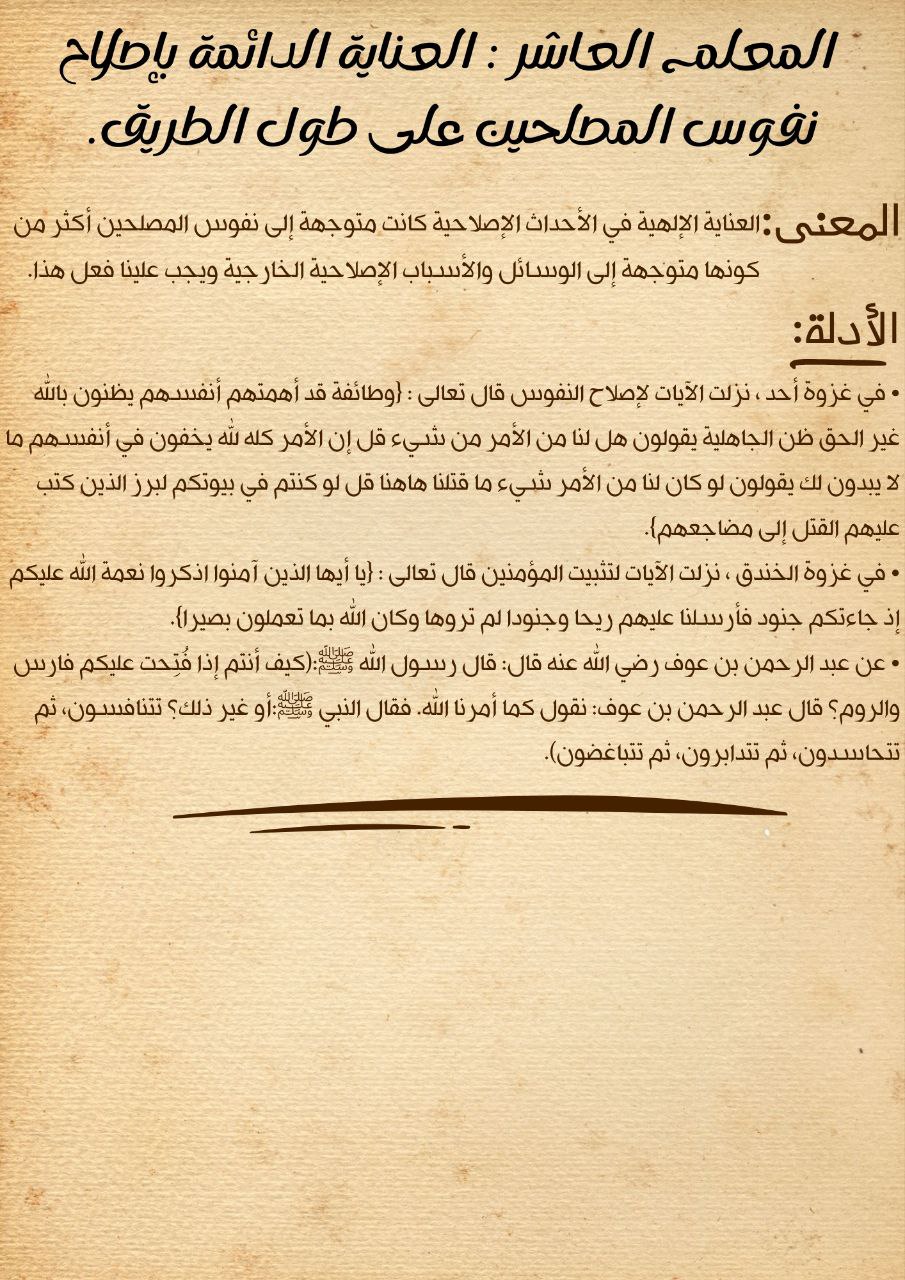 المعلم العاشر : العناية الدائمة بإصلاح
نفوس المصلحين على طول الطريق.
المعنى:العناية الإلهية في الأحداث الإصلاحية كانت متوجهة إلى نفوس المصلحين أكثر من
كونها متوجهة إلى الوسائل والأسباب الإصلاحية الخارجية ويجب علينا فعل هذا.
الأدلة:
• في غزوة أحد ، نزلت الآيات لإصلاح النفوس قال تعالى : {وطائفة قد أهمتهم أنفسهم يظنون بالله
غير الحق ظن الجاهلية يقولون هل لنا من الأمر من شيء قل إن الأمر كله لله يخفون في أنفسهم ما
لا يبدون لك يقولون لو كان لنا من الأمر شيء ما قتلنا هاهنا قل لو كنتم في بيوتكم لبرز الذين كتب
عليهم القتل إلى مضاجعهم}.
• في غزوة الخندق ، نزلت الآيات لتثبيت المؤمنين قال تعالى : {يا أيها الذين آمنوا اذكروا نعمة الله عليكم
إذ جاءتكم جنود فأرسلنا عليهم ريحا وجنودا لم تروها وكان الله بما تعملون بصيرا}.
• عن عبد الرحمن بن عوف رضي الله عنه قال: قال رسول الله ﷺ:(كيف أنتم إذا فُتِحت عليكم فارس
والروم؟ قال عبد الرحمن بن عوف: نقول كما أمرنا الله. فقال النبي ﷺ:أو غير ذلك؟ تتنافسون، ثم
تتحاسدون، ثم تتدابرون، ثم تتباغضون).